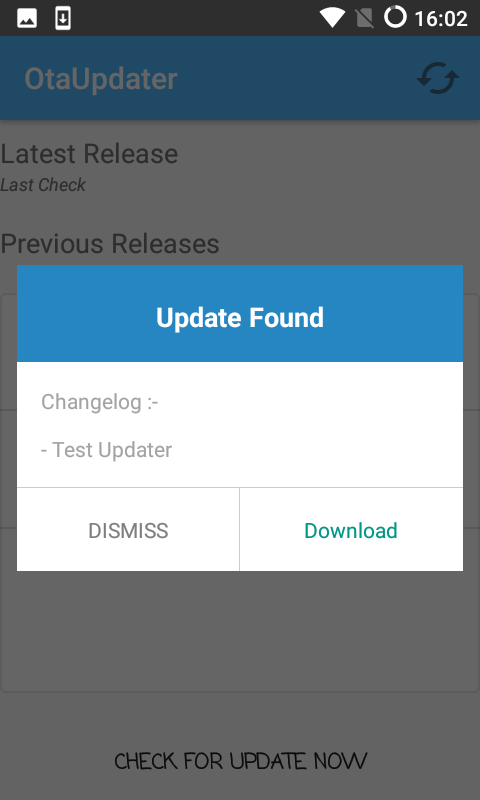 16:02
OtaUpdater
Latest Release
Last Check
Previous Releases
Update Found
Changelog :-
- Test Updater
DISMISS
Download
CHECK FOR UPDATE NOW